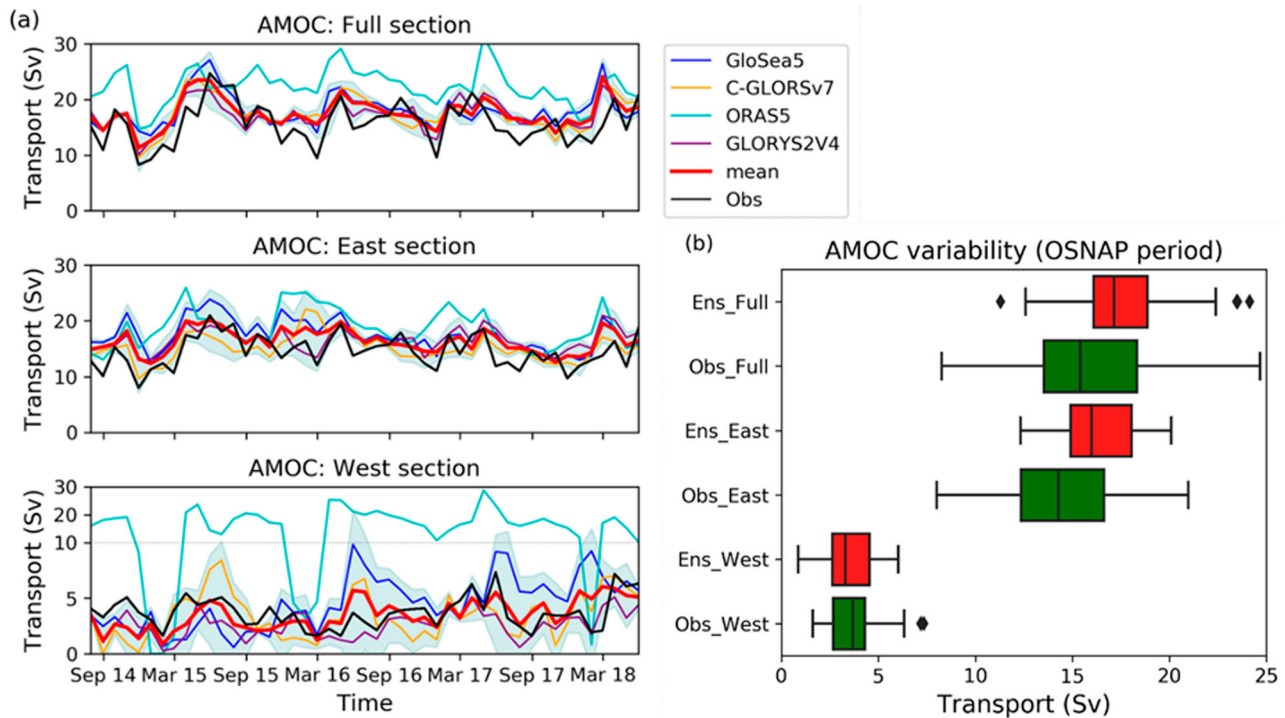 (a)
AMOC: Full section
30
20
10
0
Transport (Sv)
GloSea5
C-GLORSv7
ORAS5
GLORYS2V4
mean
Obs
AMOC: East section
30
20
10
0
Transport (Sv)
AMOC: West section
30
20
10
5
0
Transport (Sv)
Sep 14 Mar 15 Sep 15 Mar 16 Sep 16 Mar 17 Sep 17 Mar 18
Time
(b)
AMOC variability (OSNAP period)
Ens_Full
Obs_Full
Ens_East
Obs_East
Ens_West
Obs_West
0 5 10 15 20 25
Transport (Sv)